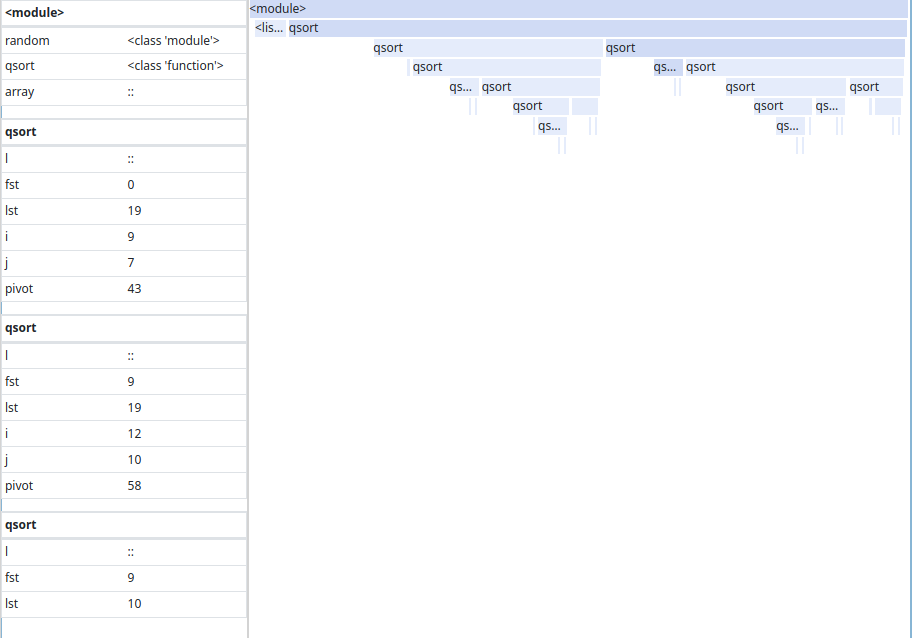 <module>
random <class 'module'>
qsort <class 'function'>
array ::
qsort
l ::
fst 0
lst 19
i 9
j 7
pivot 43
qsort
l ::
fst 9
lst 19
i 12
j 10
pivot 58
qsort
l ::
fst 9
lst 10
<module>
<lis... qsort
qsort qsort
qsort qs... qsort
qs... qsort qsort qsort
qsort qsort qs...
qs... qs...